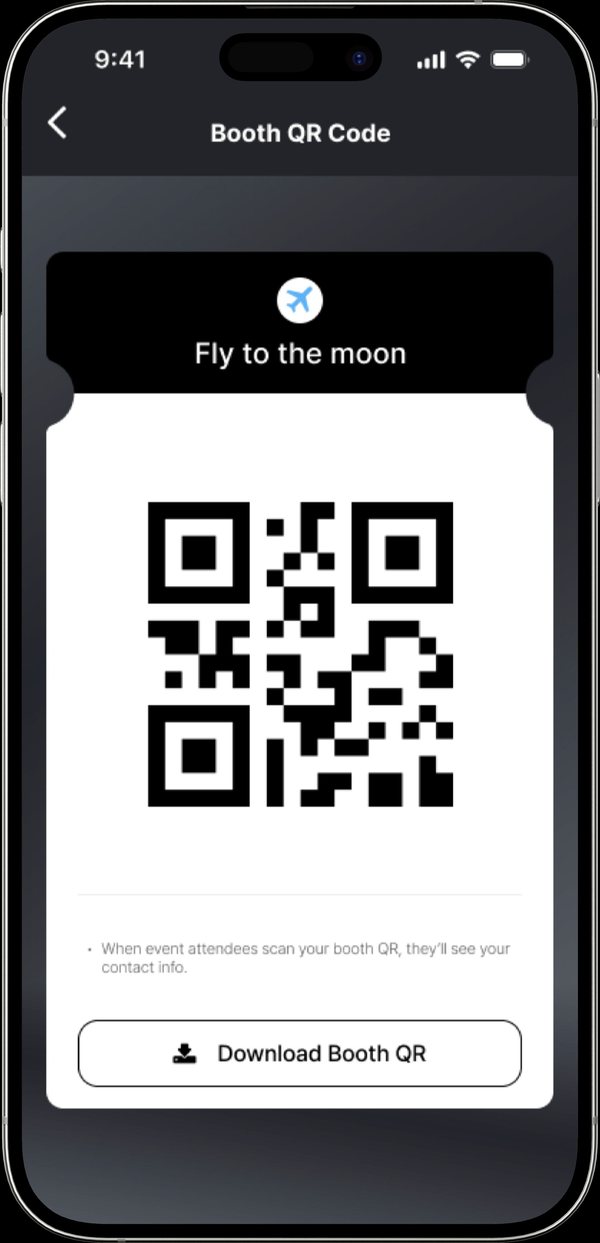 9:41
Booth QR Code
Fly to the moon
• When event attendees scan your booth QR, they’ll see your
contact info.
Download Booth QR